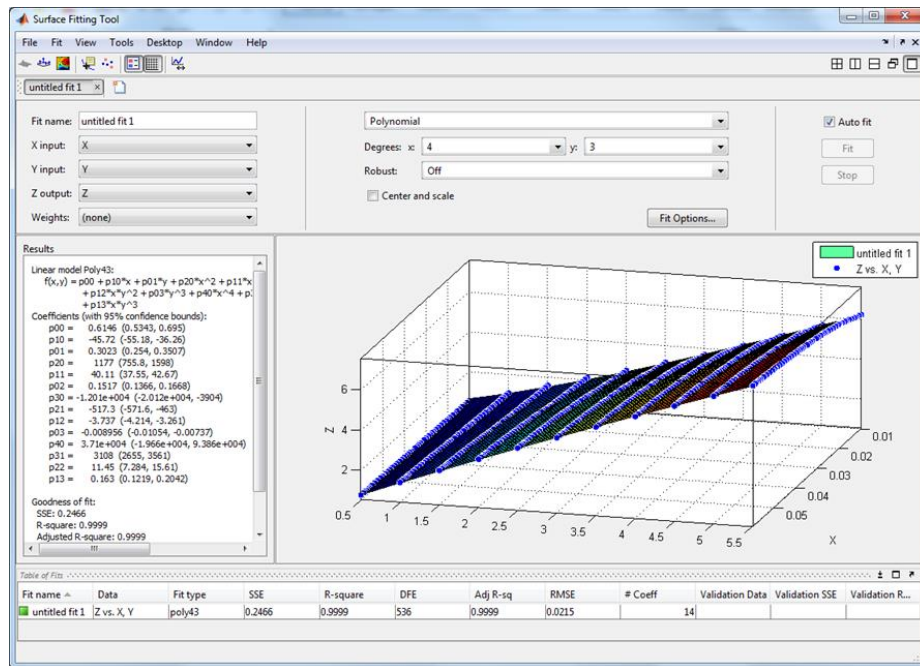 Surface Fitting Tool
File Fit View Tools Desktop Window Help
untitled fit 1
Fit name: untitled fit 1
X input: X
Y input: Y
Z output: Z
Weights: (none)
Polynomial
Degrees: x: 4 y: 3
Robust: Off
Center and scale
Fit Options...
Auto fit
Fit
Stop
Results
Linear model Poly43:
f(x,y) = p00 + p10*x + p01*y + p20*x^2 + p11*x
+ p12*x*y^2 + p03*y^3 + p40*x^4 + p
+ p13*x*y^3
Coefficients (with 95% confidence bounds):
p00 = 0.6146 (0.5343, 0.695)
p10 = -45.72 (-55.18, -36.26)
p01 = 0.3023 (0.254, 0.3507)
p20 = 1177 (755.8, 1598)
p11 = 40.11 (37.55, 42.67)
p02 = 0.1517 (0.1366, 0.1668)
p30 = -1.201e+004 (-2.012e+004, -3904)
p21 = -517.3 (-571.6, -463)
p12 = -3.737 (-4.214, -3.261)
p03 = -0.008956 (-0.01054, -0.00737)
p40 = 3.71e+004 (-1.966e+004, 9.386e+004)
p31 = 3108 (2655, 3561)
p22 = 11.45 (7.284, 15.61)
p13 = 0.163 (0.1219, 0.2042)
Goodness of fit:
SSE: 0.2466
R-square: 0.9999
Adjusted R-square: 0.9999
untitled fit 1
Z vs. X, Y
6
4
2
Z
0.5 1 1.5 2 2.5 3 3.5 4 4.5 5 5.5
0.01
0.02
0.03
0.04
0.05
X
Table of Fits
Fit name Data Fit type SSE R-square DFE Adj R-sq RMSE # Coeff Validation Data Validation SSE Validation R...
untitled fit 1 Z vs. X, Y poly43 0.2466 0.9999 536 0.9999 0.0215 14